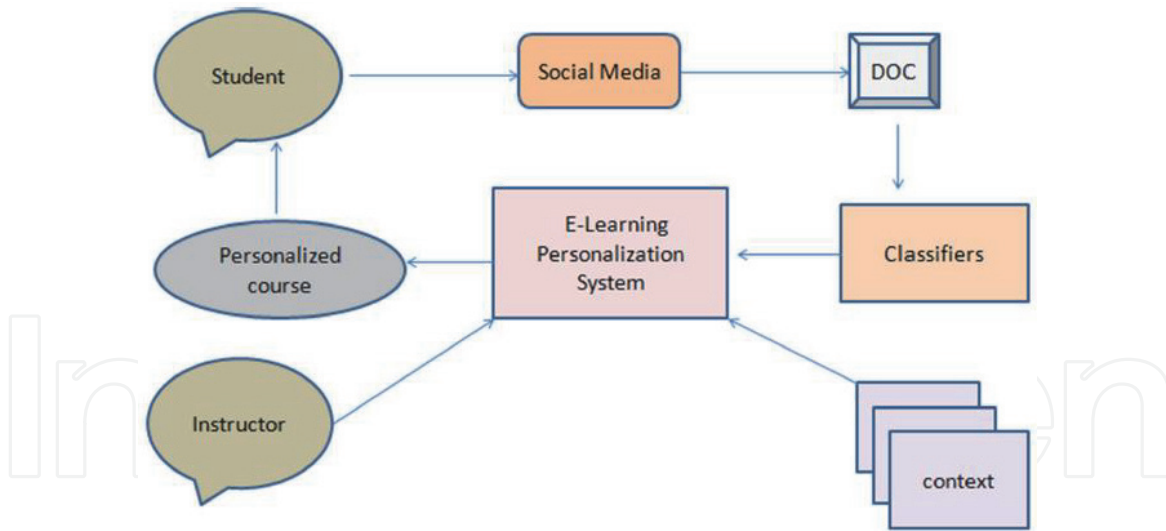 Student
Social Media
DOC
E-Learning
Personalization
System
Classifiers
Personalized
course
Instructor
context